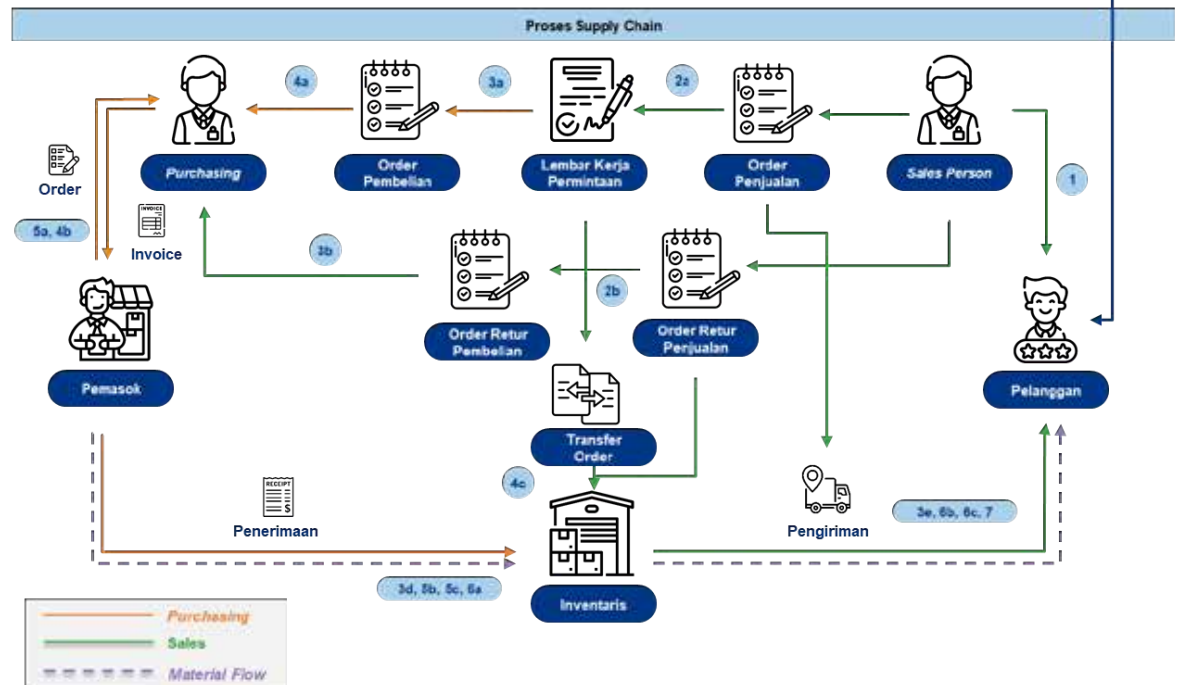 Proses Supply Chain
4a
3a
2a
Purchasing
Order
Pembelian
Lembar Kerja
Permintaan
Order
Penjualan
Sales Person
Order
5a, 4b
INVOICE
Invoice
3b
2b
1
Order Retur
Pembelian
Order Retur
Penjualan
Pemasok
Pelanggan
Transfer
Order
4c
RECEIPT
$
Penerimaan
Pengiriman
3e, 6b, 6c, 7
3d, 5b, 5c, 6a
Inventaris
Purchasing
Sales
Material Flow